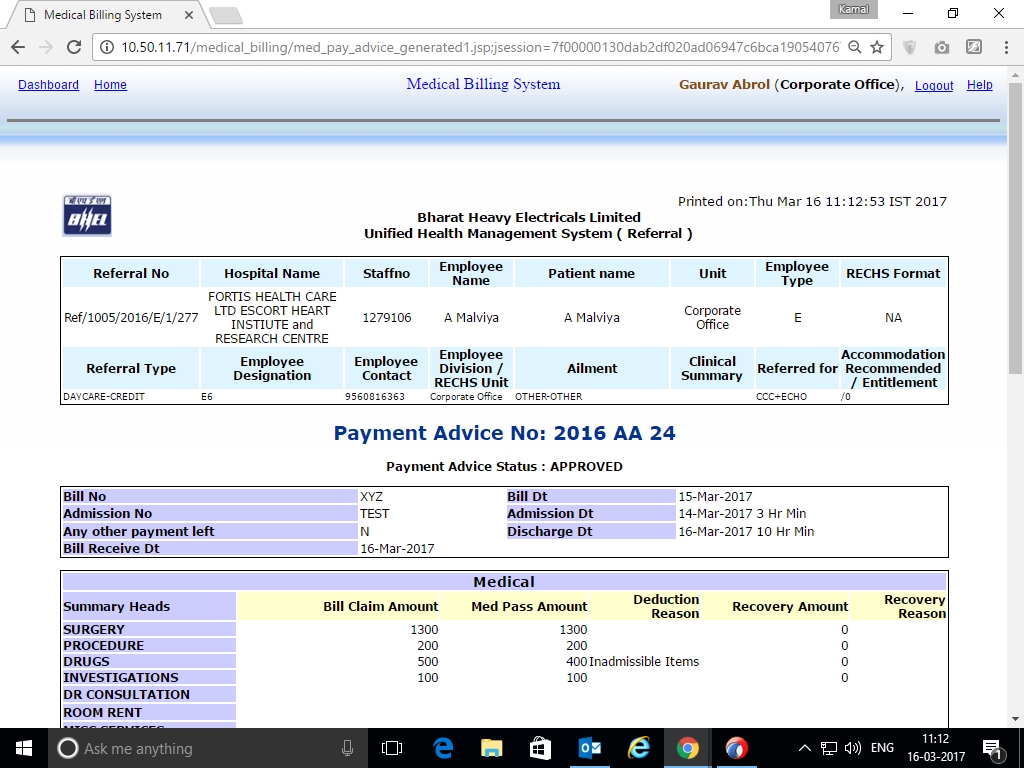 Medical Billing System
Kamal
10.50.11.71/medical_billing/med_pay_advice_generated1.jsp;jsession=7f00000130dab2df020ad06947c6bca19054076
Dashboard Home Medical Billing System Gaurav Abrol (Corporate Office), Logout Help
Printed on:Thu Mar 16 11:12:53 IST 2017
बी एच ई एल
BHEL
Bharat Heavy Electricals Limited
Unified Health Management System ( Referral )
Referral No Hospital Name Staffno Employee Name Patient name Unit Employee Type RECHS Format
Ref/1005/2016/E/1/277 FORTIS HEALTH CARE LTD ESCORT HEART INSTIUTE and RESEARCH CENTRE 1279106 A Malviya A Malviya Corporate Office E NA
Referral Type Employee Designation Employee Contact Employee Division / RECHS Unit Ailment Clinical Summary Referred for Accommodation Recommended / Entitlement
DAYCARE-CREDIT E6 9560816363 Corporate Office OTHER-OTHER CCC+ECHO /0
Payment Advice No: 2016 AA 24
Payment Advice Status : APPROVED
Bill No XYZ Bill Dt 15-Mar-2017
Admission No TEST Admission Dt 14-Mar-2017 3 Hr Min
Any other payment left N Discharge Dt 16-Mar-2017 10 Hr Min
Bill Receive Dt 16-Mar-2017
Medical
Summary Heads Bill Claim Amount Med Pass Amount Deduction Reason Recovery Amount Recovery Reason
SURGERY 1300 1300 0
PROCEDURE 200 200 0
DRUGS 500 400 Inadmissible Items 0
INVESTIGATIONS 100 100 0
DR CONSULTATION
ROOM RENT
MISC SERVICES
Ask me anything
ENG
11:12
16-03-2017
1